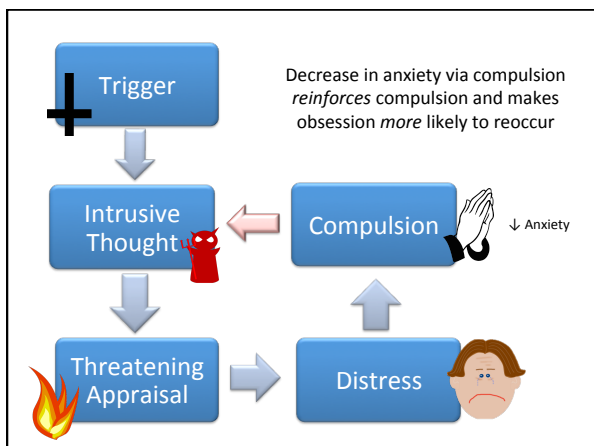 Trigger
Decrease in anxiety via compulsion
reinforces compulsion and makes
obsession more likely to reoccur
Intrusive
Thought
Compulsion
↓ Anxiety
Threatening
Appraisal
Distress